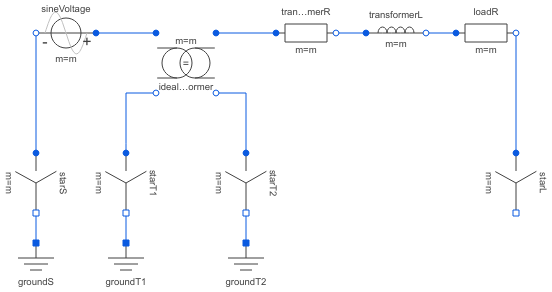 sineVoltage
- +
m=m
m=m
=
ideal...ormer
tran...merR
m=m
transformerL
m=m
loadR
m=m
m=m
starS
m=m
starT1
m=m
starT2
m=m
starL
groundS
groundT1
groundT2